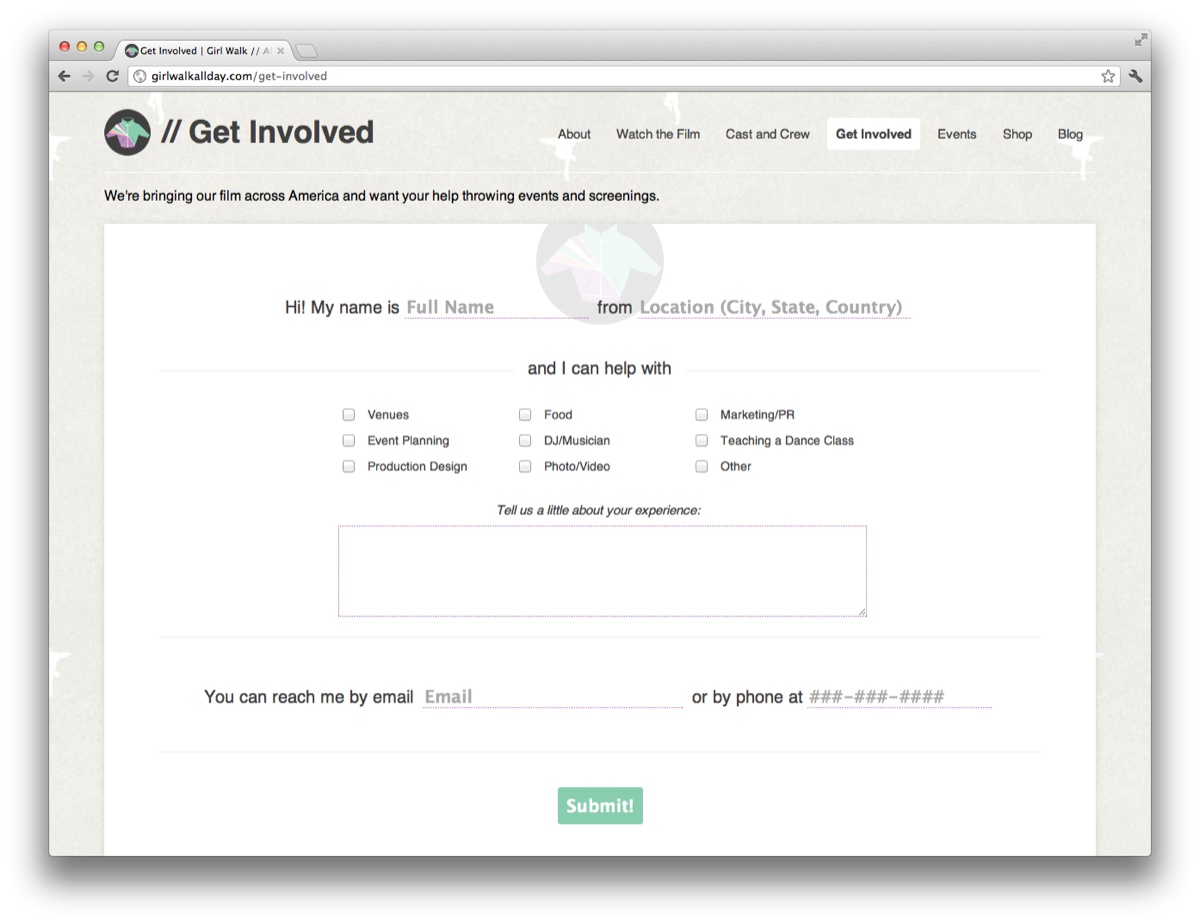 Get Involved | Girl Walk // Al
girlwalkallday.com/get-involved
// Get Involved
About Watch the Film Cast and Crew Get Involved Events Shop Blog
We're bringing our film across America and want your help throwing events and screenings.
Hi! My name is Full Name from Location (City, State, Country)
and I can help with
Venues Food Marketing/PR
Event Planning DJ/Musician Teaching a Dance Class
Production Design Photo/Video Other
Tell us a little about your experience:
You can reach me by email Email or by phone at ###-###-####
Submit!